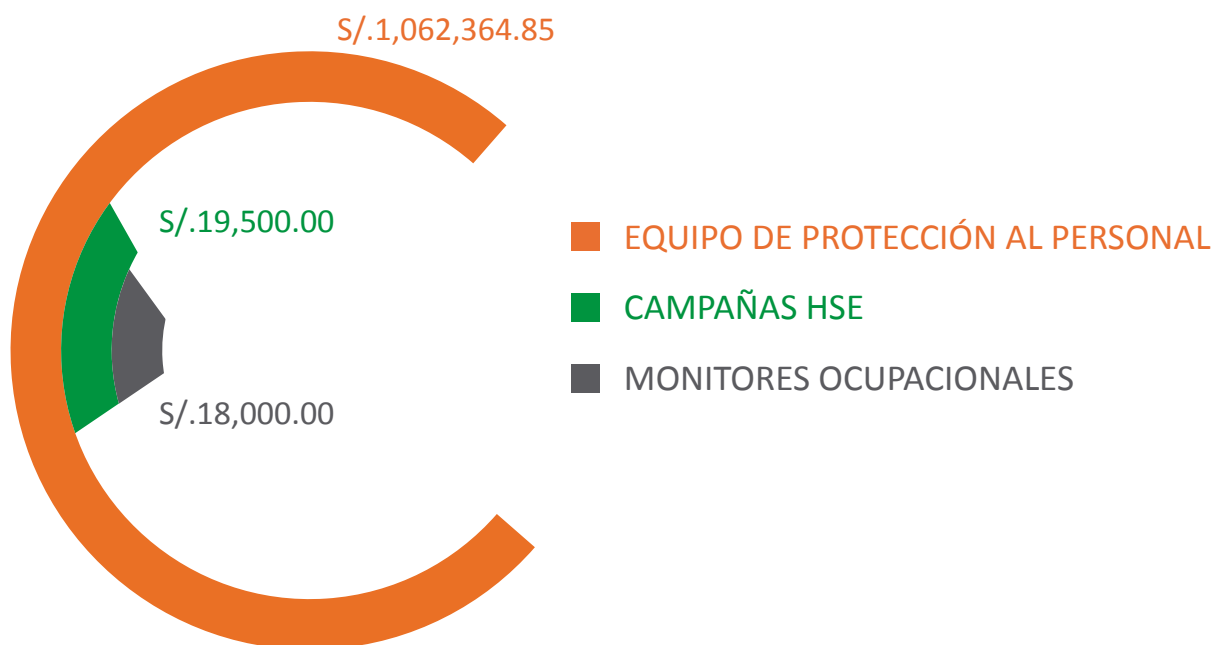 S/.1,062,364.85
S/.19,500.00
S/.18,000.00
EQUIPO DE PROTECCIÓN AL PERSONAL
CAMPAÑAS HSE
MONITORES OCUPACIONALES